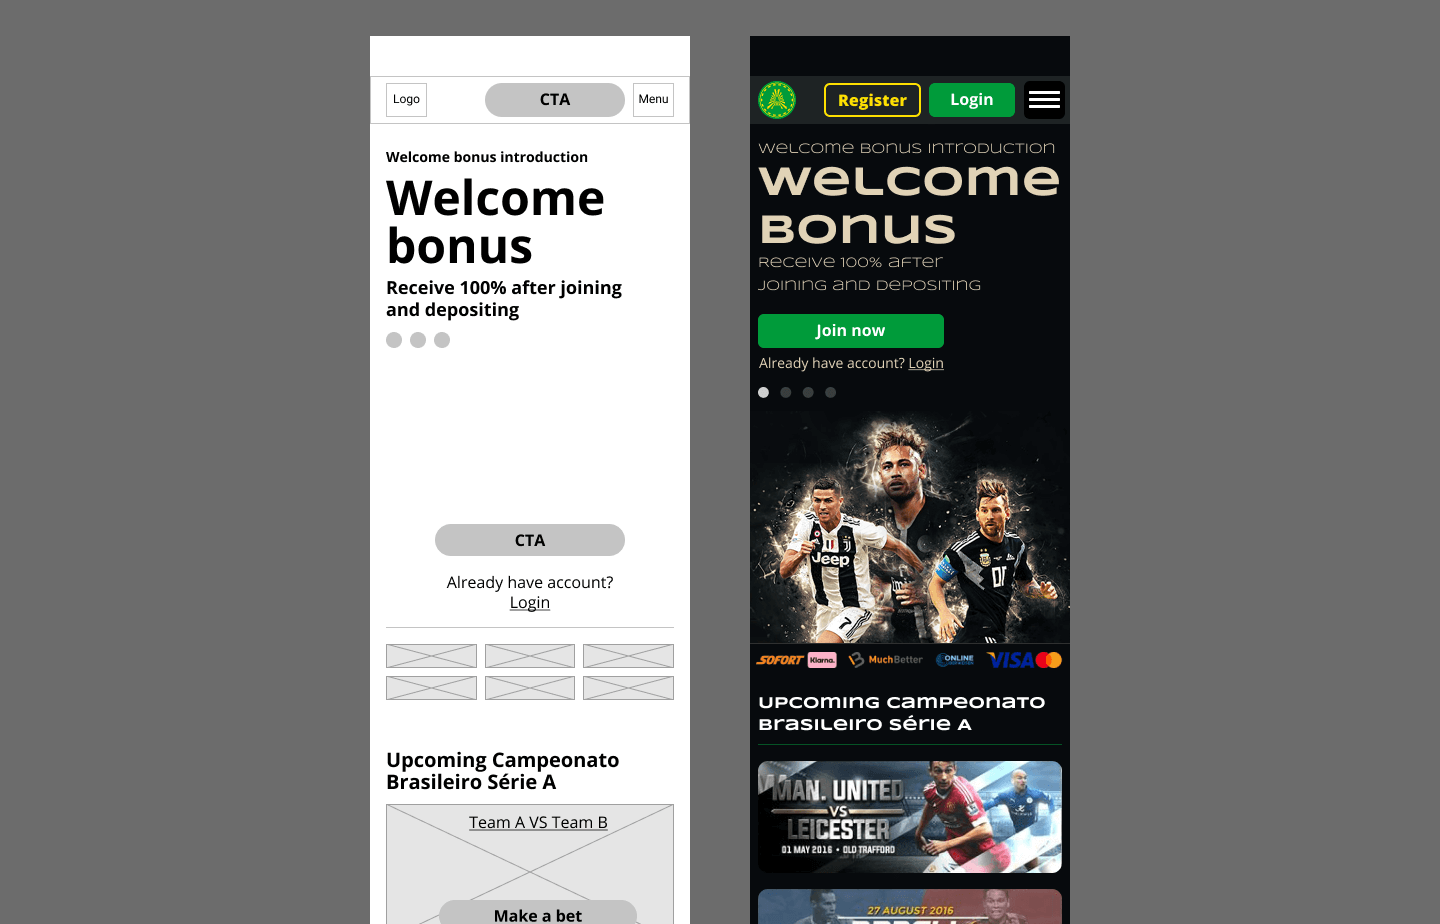 Logo
CTA
Menu
Welcome bonus introduction
Welcome
bonus
Receive 100% after joining
and depositing
CTA
Already have account?
Login
Upcoming Campeonato
Brasileiro Série A
Team A VS Team B
Make a bet
Register
Login
Welcome bonus introduction
Welcome
Bonus
Receive 100% after
joining and depositing
Join now
Already have account? Login
Jeep
7
10
SOFORT
Klarna.
MuchBetter
ONLINE
VISA
Upcoming Campeonato
Brasileiro Série A
MAN. UNITED
VS
LEICESTER
01 MAY 2016 • OLD TRAFFORD
27 AUGUST 2016